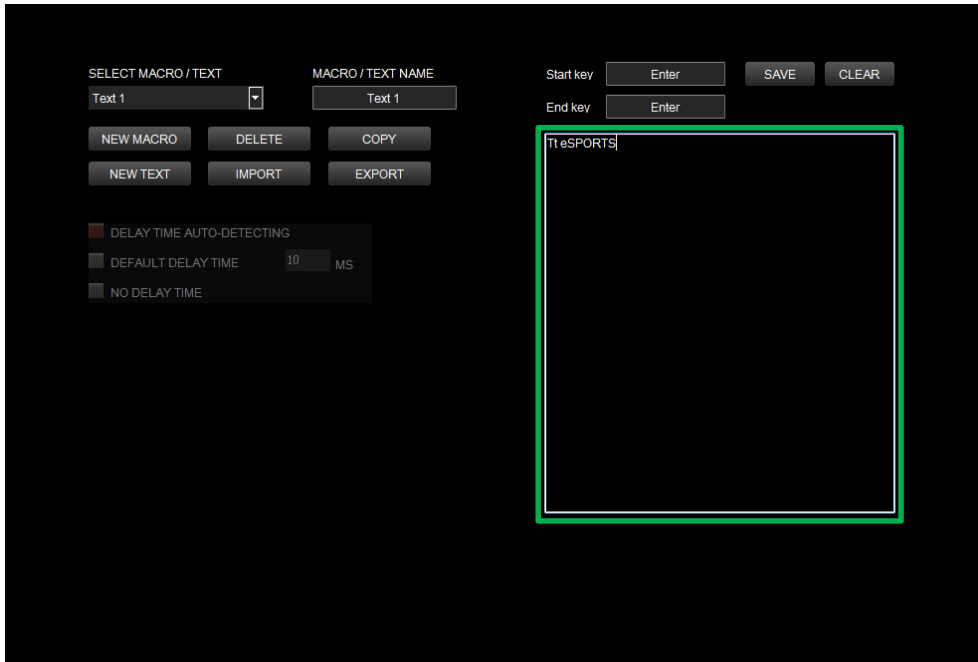 SELECT MACRO / TEXT
Text 1
MACRO / TEXT NAME
Text 1
NEW MACRO
DELETE
COPY
NEW TEXT
IMPORT
EXPORT
DELAY TIME AUTO-DETECTING
DEFAULT DELAY TIME 10 MS
NO DELAY TIME
Start key Enter SAVE CLEAR
End key Enter
Tt eSPORTS